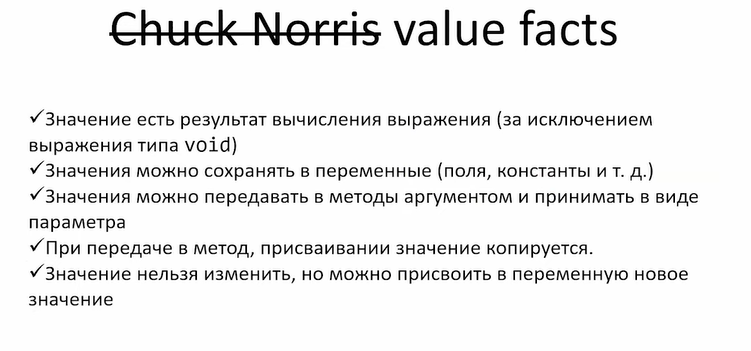 Chuck Norris value facts
✓Значение есть результат вычисления выражения (за исключением
выражения типа void)
✓Значения можно сохранять в переменные (поля, константы и т. д.)
✓Значения можно передавать в методы аргументом и принимать в виде
параметра
✓При передаче в метод, присваивании значение копируется.
✓Значение нельзя изменить, но можно присвоить в переменную новое
значение